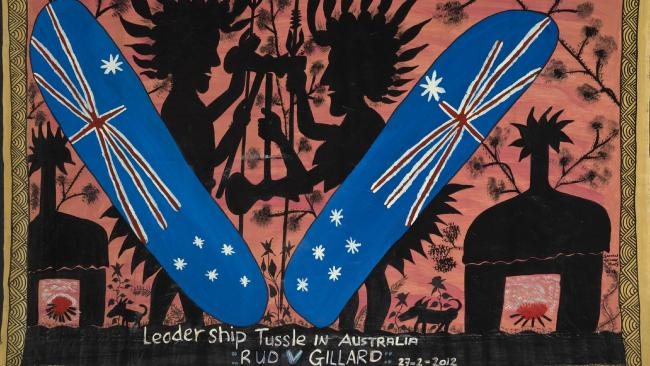 Leadership Tussle IN AUSTRALIA
:: RUD V GILLARD :: 27-2-2012